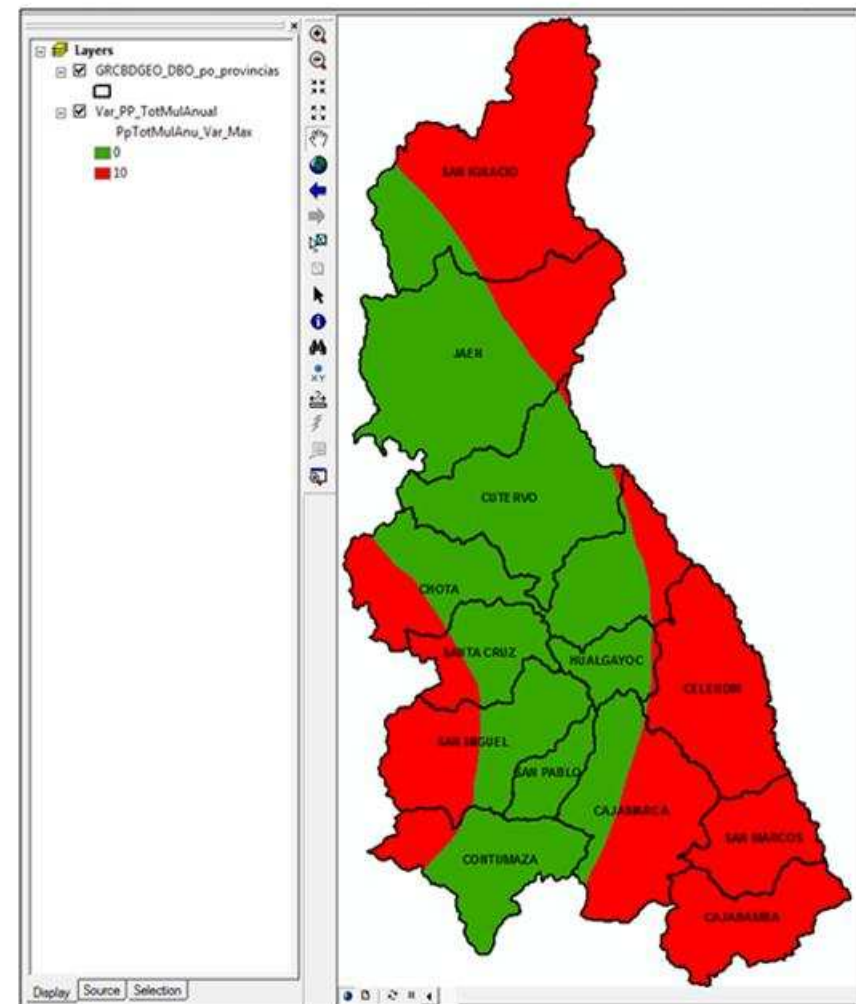 Layers
GRCBDGEO_DBO_po_provincias
Var_PP_TotMulAnual
PpTotMulAnu_Var_Max
0
10
XY
SAN IGNACIO
JAEN
CUTERVO
CHOTA
SANTA CRUZ
HUALGAYOC
CELENDIN
SAN MIGUEL
SAN PABLO
CAJAMARCA
SAN MARCOS
CONTUMAZA
CAJABAMBA
Display Source Selection